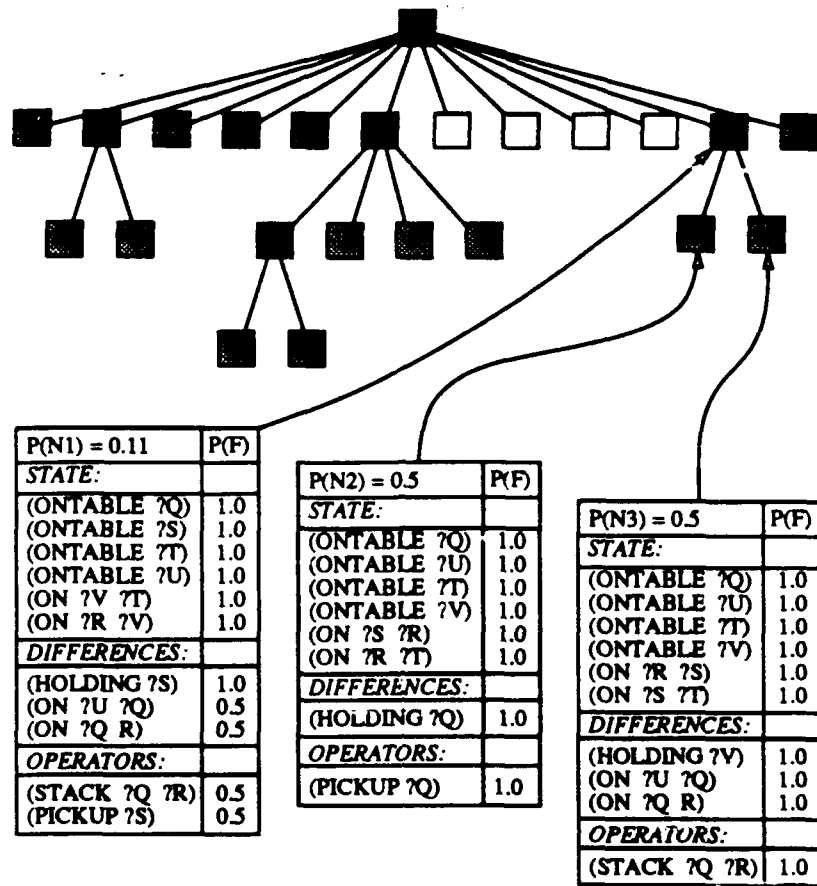 P(N1) = 0.11 P(F)
STATE:
(ONTABLE ?Q) 1.0
(ONTABLE ?S) 1.0
(ONTABLE ?T) 1.0
(ONTABLE ?U) 1.0
(ON ?V ?T) 1.0
(ON ?R ?V) 1.0
DIFFERENCES:
(HOLDING ?S) 1.0
(ON ?U ?Q) 0.5
(ON ?Q R) 0.5
OPERATORS:
(STACK ?Q ?R) 0.5
(PICKUP ?S) 0.5
P(N2) = 0.5 P(F)
STATE:
(ONTABLE ?Q) 1.0
(ONTABLE ?U) 1.0
(ONTABLE ?T) 1.0
(ONTABLE ?V) 1.0
(ON ?S ?R) 1.0
(ON ?R ?T) 1.0
DIFFERENCES:
(HOLDING ?Q) 1.0
OPERATORS:
(PICKUP ?Q) 1.0
P(N3) = 0.5 P(F)
STATE:
(ONTABLE ?Q) 1.0
(ONTABLE ?U) 1.0
(ONTABLE ?T) 1.0
(ONTABLE ?V) 1.0
(ON ?R ?S) 1.0
(ON ?S ?T) 1.0
DIFFERENCES:
(HOLDING ?V) 1.0
(ON ?U ?Q) 1.0
(ON ?Q R) 1.0
OPERATORS:
(STACK ?Q ?R) 1.0